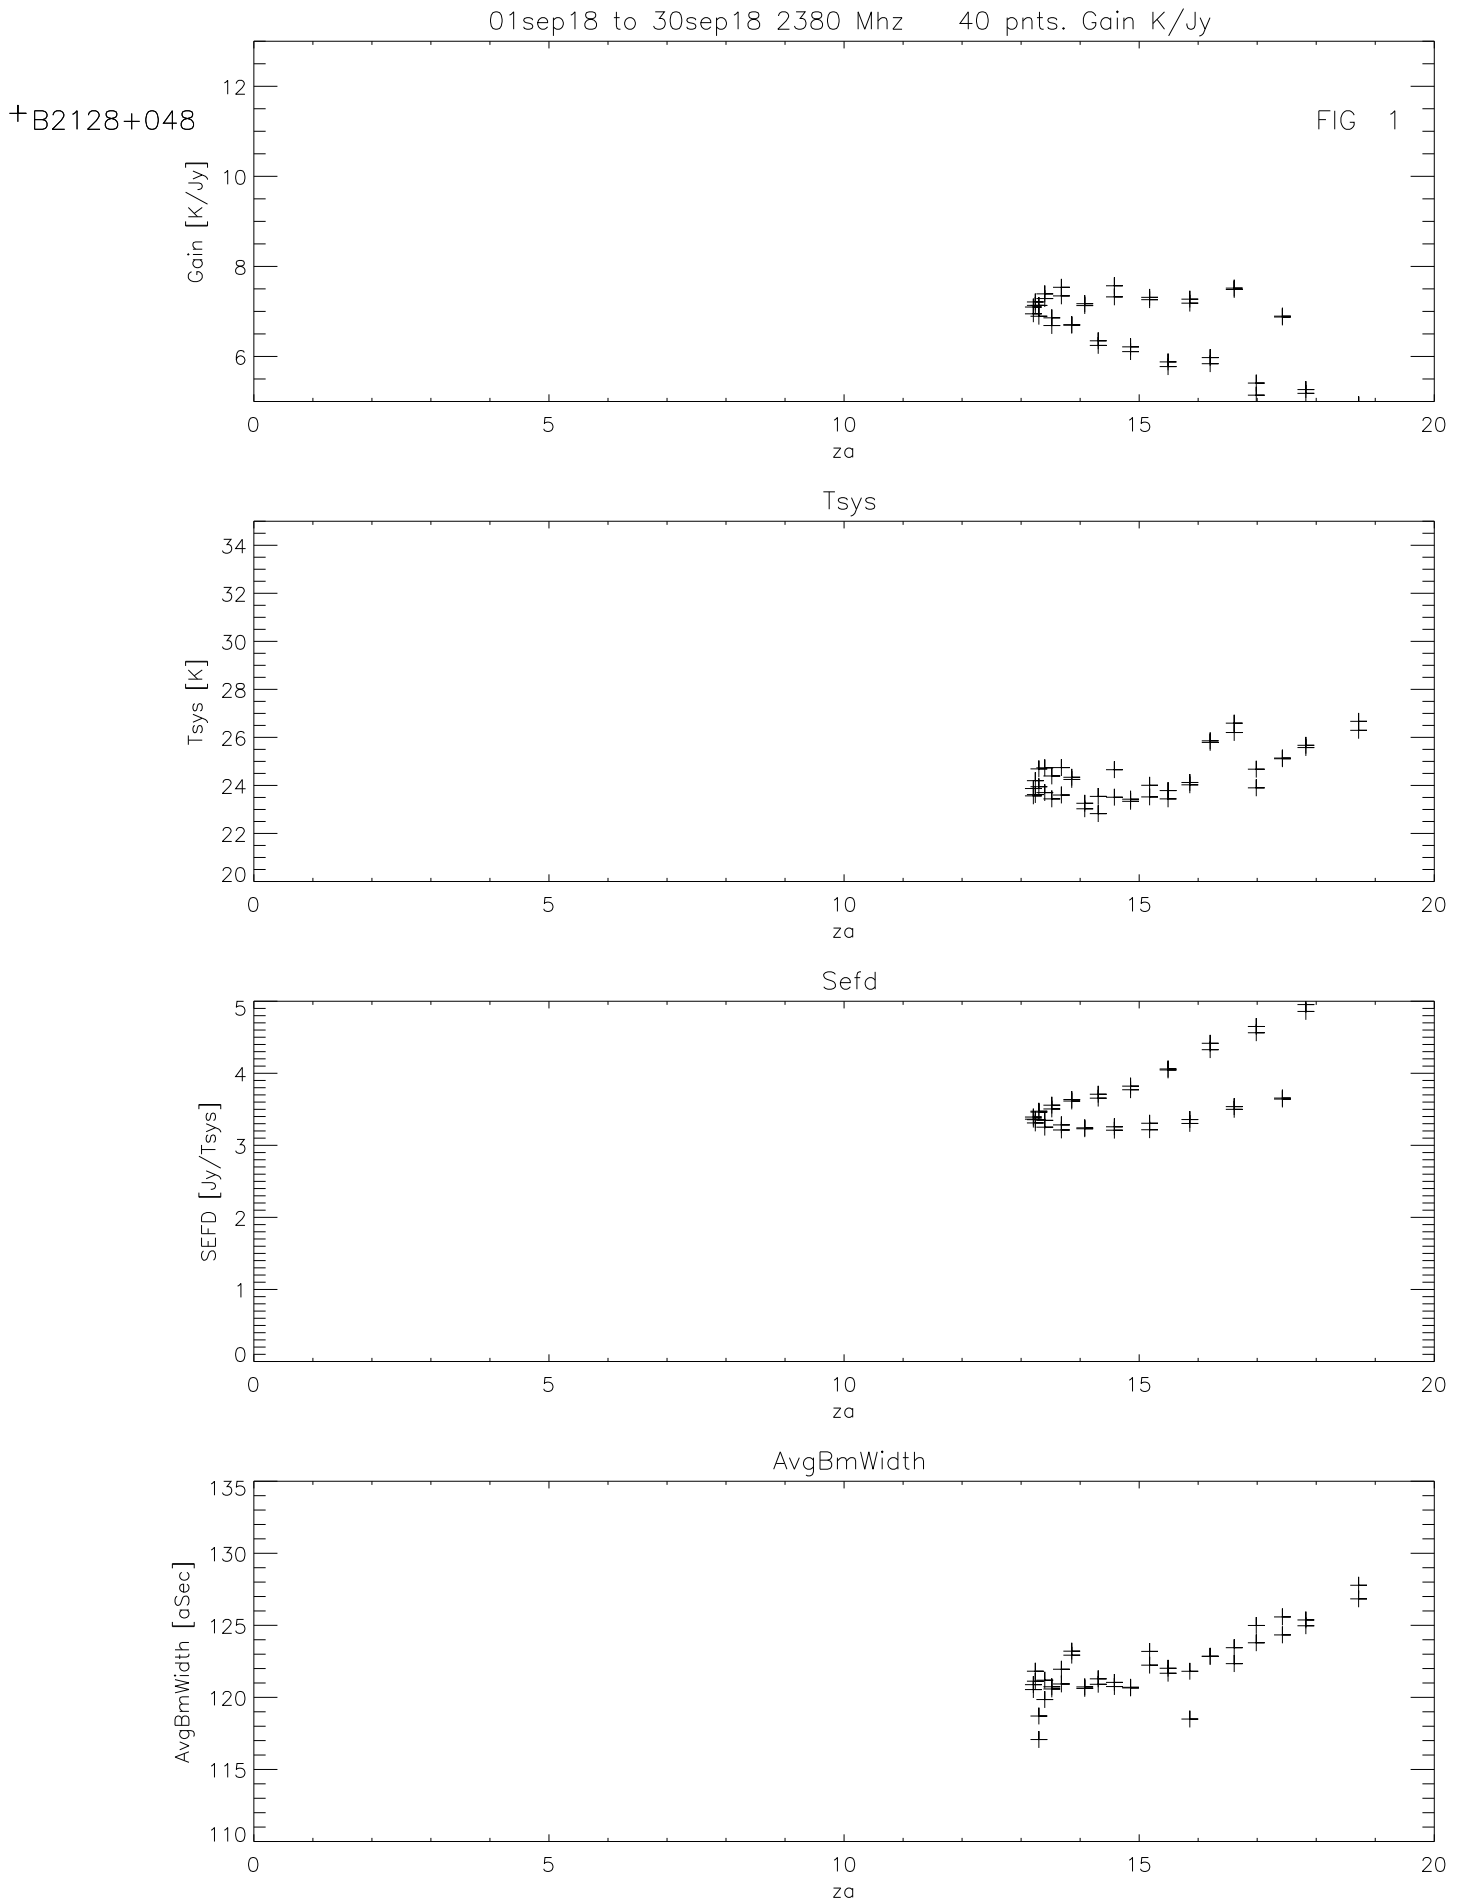 01sep18 to 30sep18 2380 Mhz 40 pnts. Gain K/Jy
+B2128+048
FIG 1
Gain [K/Jy]
12
10
8
6
0 5 10 15 20
za
Tsys
Tsys [K]
34
32
30
28
26
24
22
20
0 5 10 15 20
za
Sefd
SEFD [Jy/Tsys]
5
4
3
2
1
0
0 5 10 15 20
za
AvgBmWidth
AvgBmWidth [aSec]
135
130
125
120
115
110
0 5 10 15 20
za